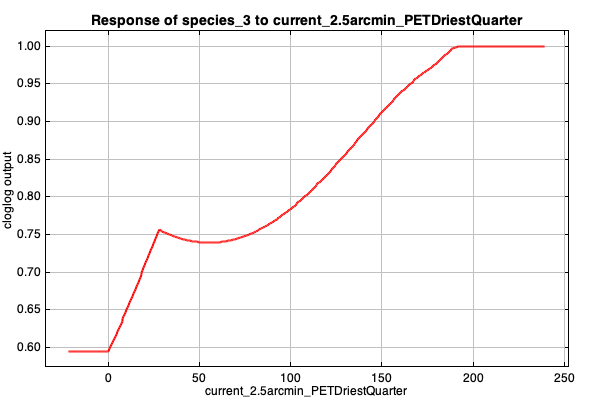 Response of species_3 to current_2.5arcmin_PETDriestQuarter
cloglog output
1.00
0.95
0.90
0.85
0.80
0.75
0.70
0.65
0.60
0 50 100 150 200 250
current_2.5arcmin_PETDriestQuarter